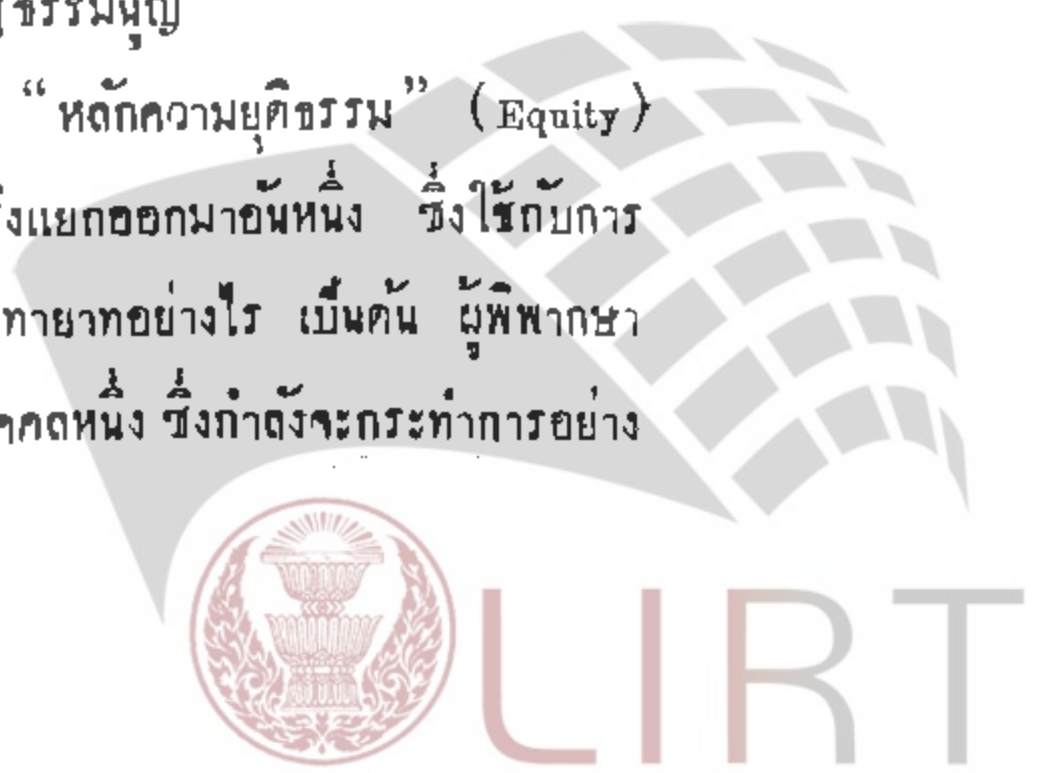 ธรรมนูญ
“หลักความยุติธรรม” (Equity)
แยกออกมาอันหนึ่ง ซึ่งใช้กับการ
ทายาทอย่างไร เป็นต้น ผู้พิพากษา
คคลหนึ่ง ซึ่งกำลังจะกระทำการอย่าง
LIRT